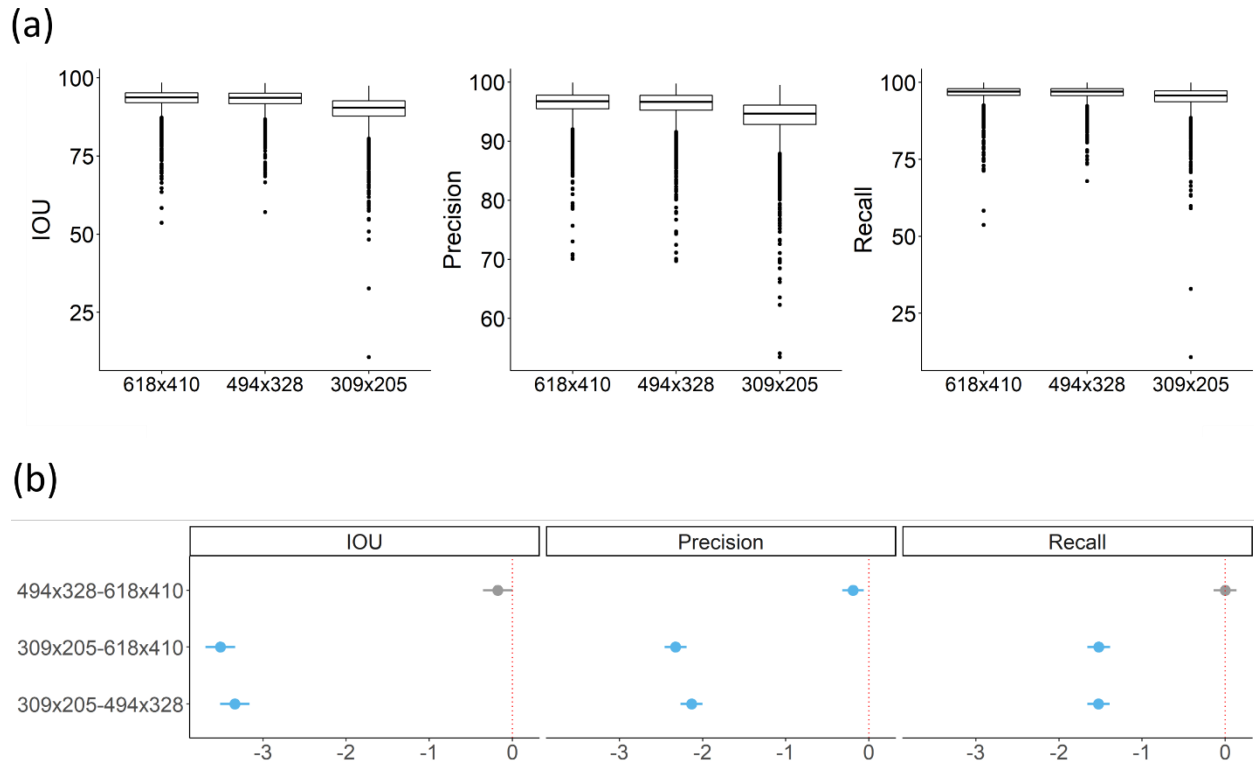 (a)
100
75
50
25
IOU
618x410 494x328 309x205
100
90
80
70
60
Precision
618x410 494x328 309x205
100
75
50
25
Recall
618x410 494x328 309x205
(b)
IOU Precision Recall
494x328-618x410
309x205-618x410
309x205-494x328
-3 -2 -1 0 -3 -2 -1 0 -3 -2 -1 0